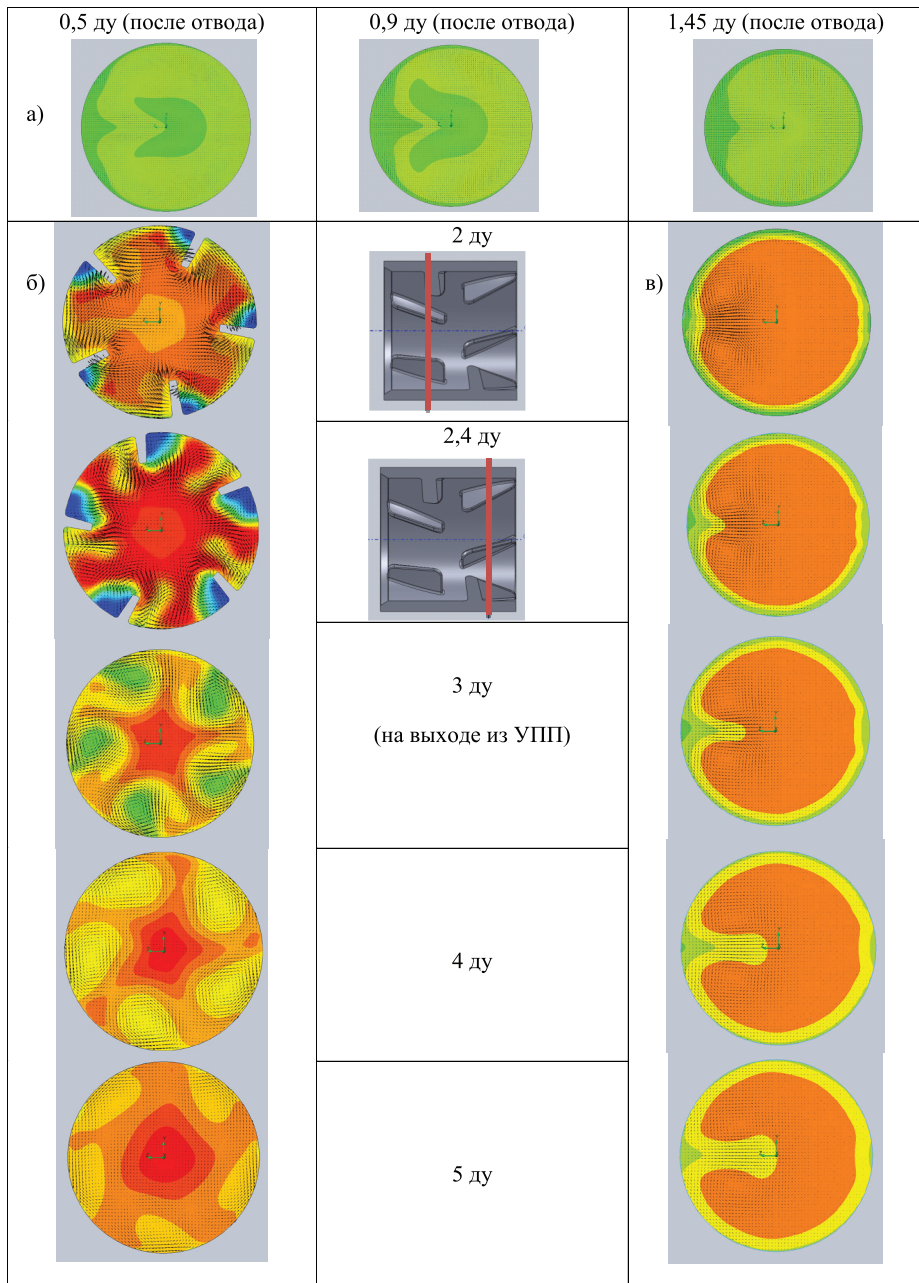 0,5 ду (после отвода)
0,9 ду (после отвода)
1,45 ду (после отвода)
а)
б)
2 ду
в)
2,4 ду
3 ду
(на выходе из УПП)
4 ду
5 ду